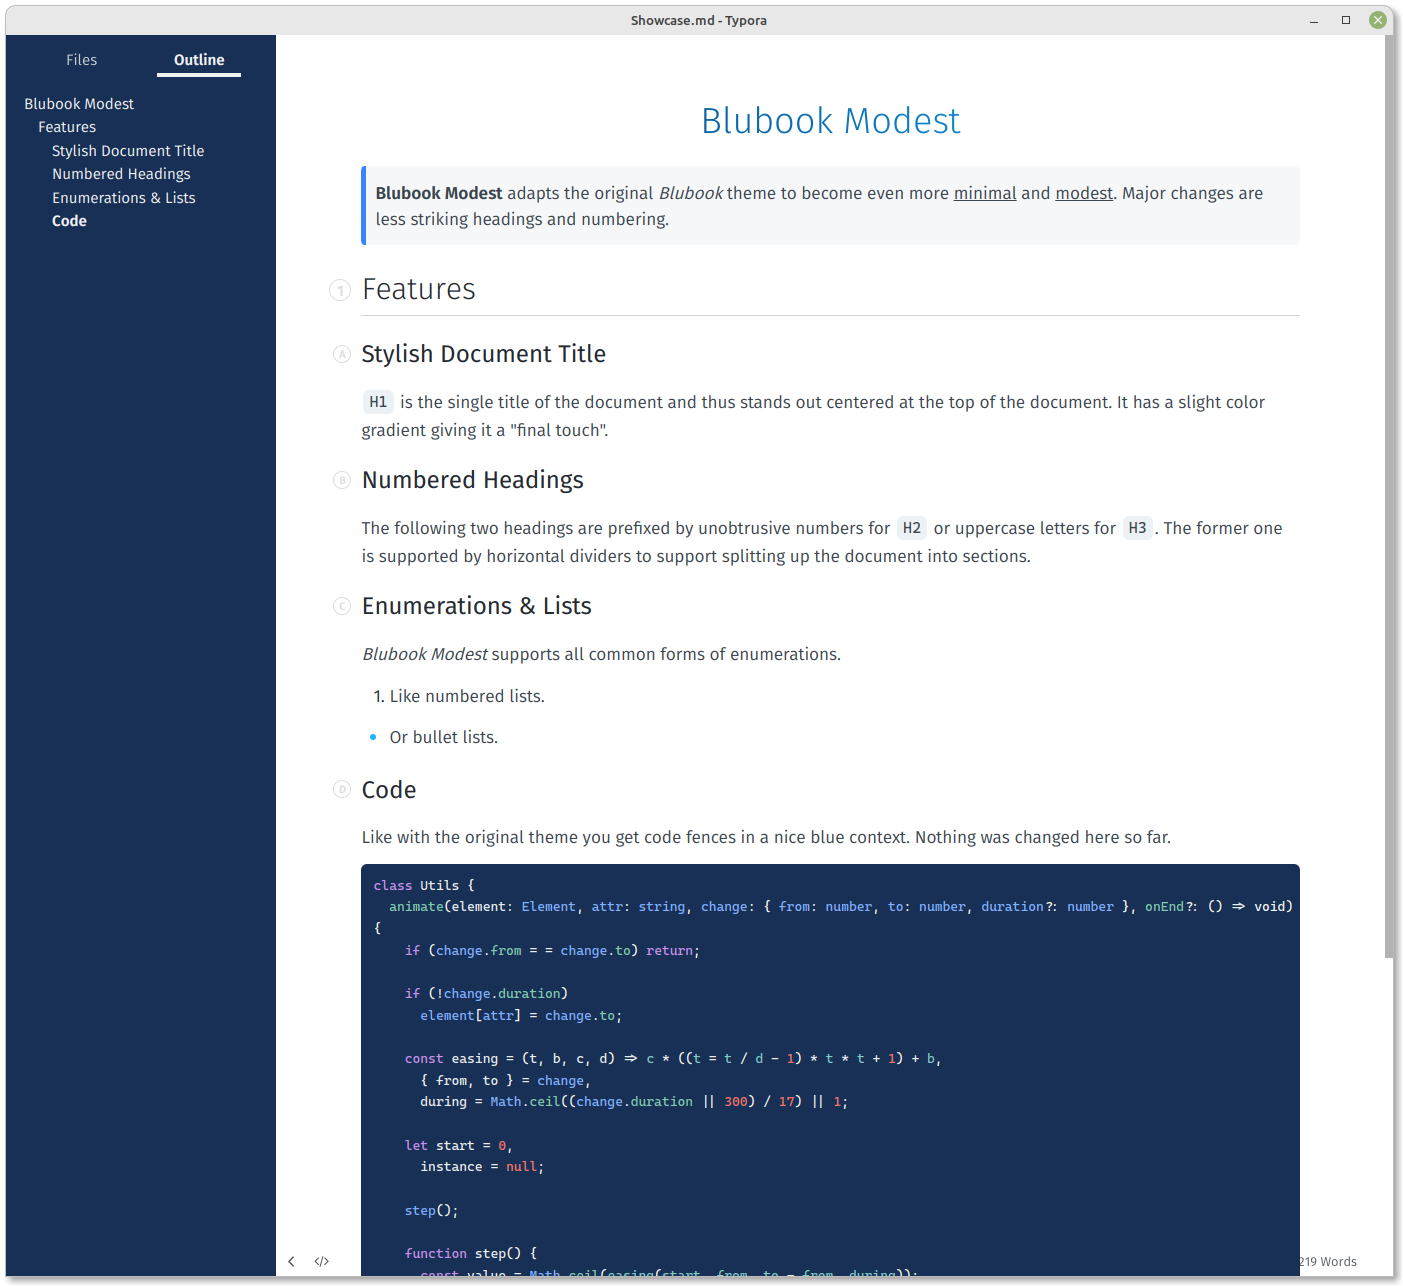 Showcase.md - Typora
Files
Outline
Blubook Modest
Features
Stylish Document Title
Numbered Headings
Enumerations & Lists
Code
Blubook Modest
Blubook Modest adapts the original Blubook theme to become even more minimal and modest. Major changes are
less striking headings and numbering.
1 Features
A Stylish Document Title
H1 is the single title of the document and thus stands out centered at the top of the document. It has a slight color
gradient giving it a "final touch".
B Numbered Headings
The following two headings are prefixed by unobtrusive numbers for H2 or uppercase letters for H3. The former one
is supported by horizontal dividers to support splitting up the document into sections.
C Enumerations & Lists
Blubook Modest supports all common forms of enumerations.
1. Like numbered lists.
• Or bullet lists.
D Code
Like with the original theme you get code fences in a nice blue context. Nothing was changed here so far.
class Utils {
  animate(element: Element, attr: string, change: { from: number, to: number, duration?: number }, onEnd?: () => void)
{
    if (change.from = = change.to) return;
    if (!change.duration)
      element[attr] = change.to;
    const easing = (t, b, c, d) => c * ((t = t / d - 1) * t * t + 1) + b,
      { from, to } = change,
      during = Math.ceil((change.duration || 300) / 17) || 1;
    let start = 0,
      instance = null;
    step();
    function step() {
      const value = Math.ceil(easing(start, from, to - from, during));
</> 219 Words